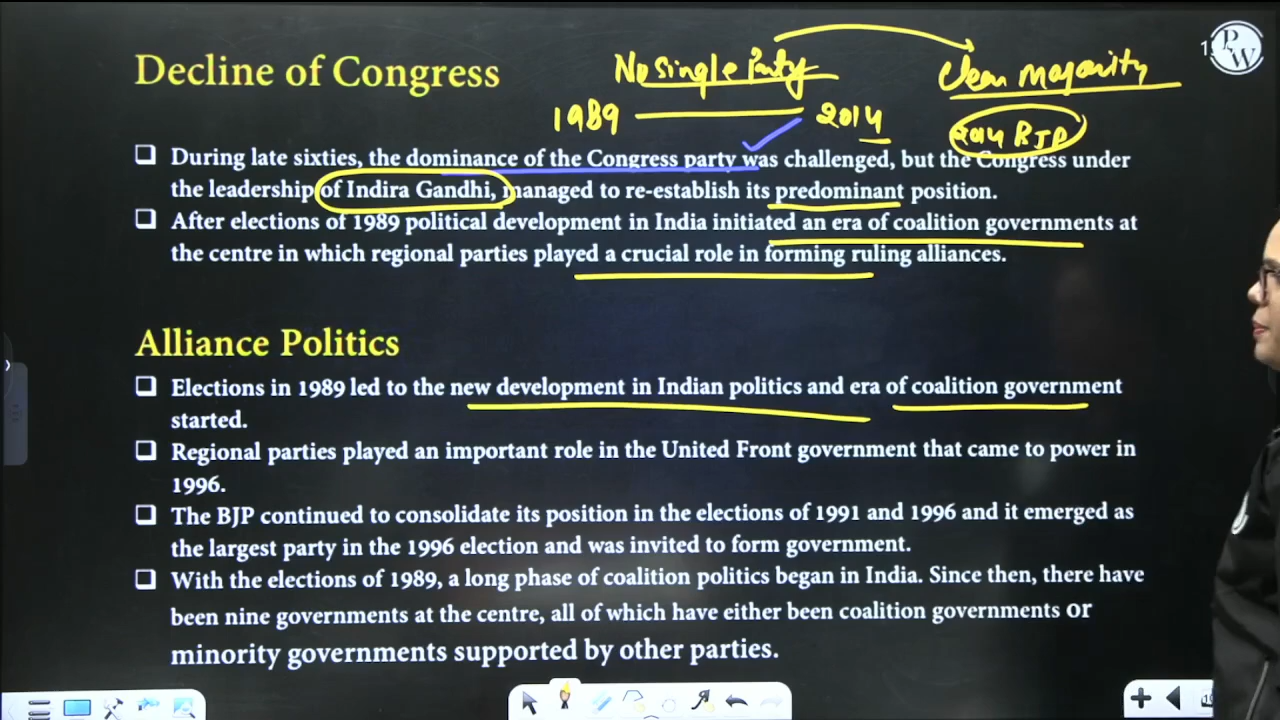 Decline of Congress
No single Party
Clear majority
1989 — 2014
2014 BJP
PW
❑ During late sixties, the dominance of the Congress party was challenged, but the Congress under
the leadership of Indira Gandhi, managed to re-establish its predominant position.
❑ After elections of 1989 political development in India initiated an era of coalition governments at
the centre in which regional parties played a crucial role in forming ruling alliances.
Alliance Politics
❑ Elections in 1989 led to the new development in Indian politics and era of coalition government
started.
❑ Regional parties played an important role in the United Front government that came to power in
1996.
❑ The BJP continued to consolidate its position in the elections of 1991 and 1996 and it emerged as
the largest party in the 1996 election and was invited to form government.
❑ With the elections of 1989, a long phase of coalition politics began in India. Since then, there have
been nine governments at the centre, all of which have either been coalition governments or
minority governments supported by other parties.